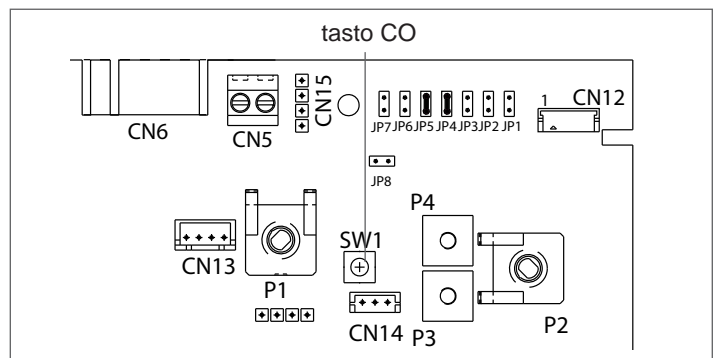 tasto CO
CN6
CN5
CN15
JP7 JP6 JP5 JP4 JP3 JP2 JP1
1
CN12
JP8
P4
CN13
SW1
P1
CN14
P3
P2